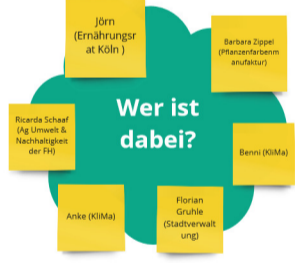 Jörn
(Ernährungsr
at Köln )
Barbara Zippel
(Pflanzenfarbenm
anufaktur)
Wer ist
dabei?
Ricarda Schaaf
(Ag Umwelt &
Nachhaltigkeit
der FH)
Benni (KliMa)
Anke (KliMa)
Florian
Gruhle
(Stadtverwalt
ung)